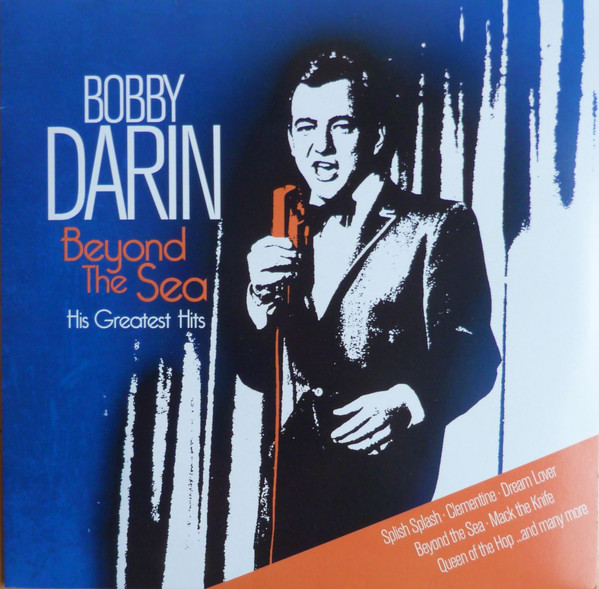 BOBBY
DARIN
Beyond
The Sea
His Greatest Hits
Splish Splash · Clementine · Dream Lover
Beyond the Sea · Mack the Knife
Queen of the Hop ...and many more